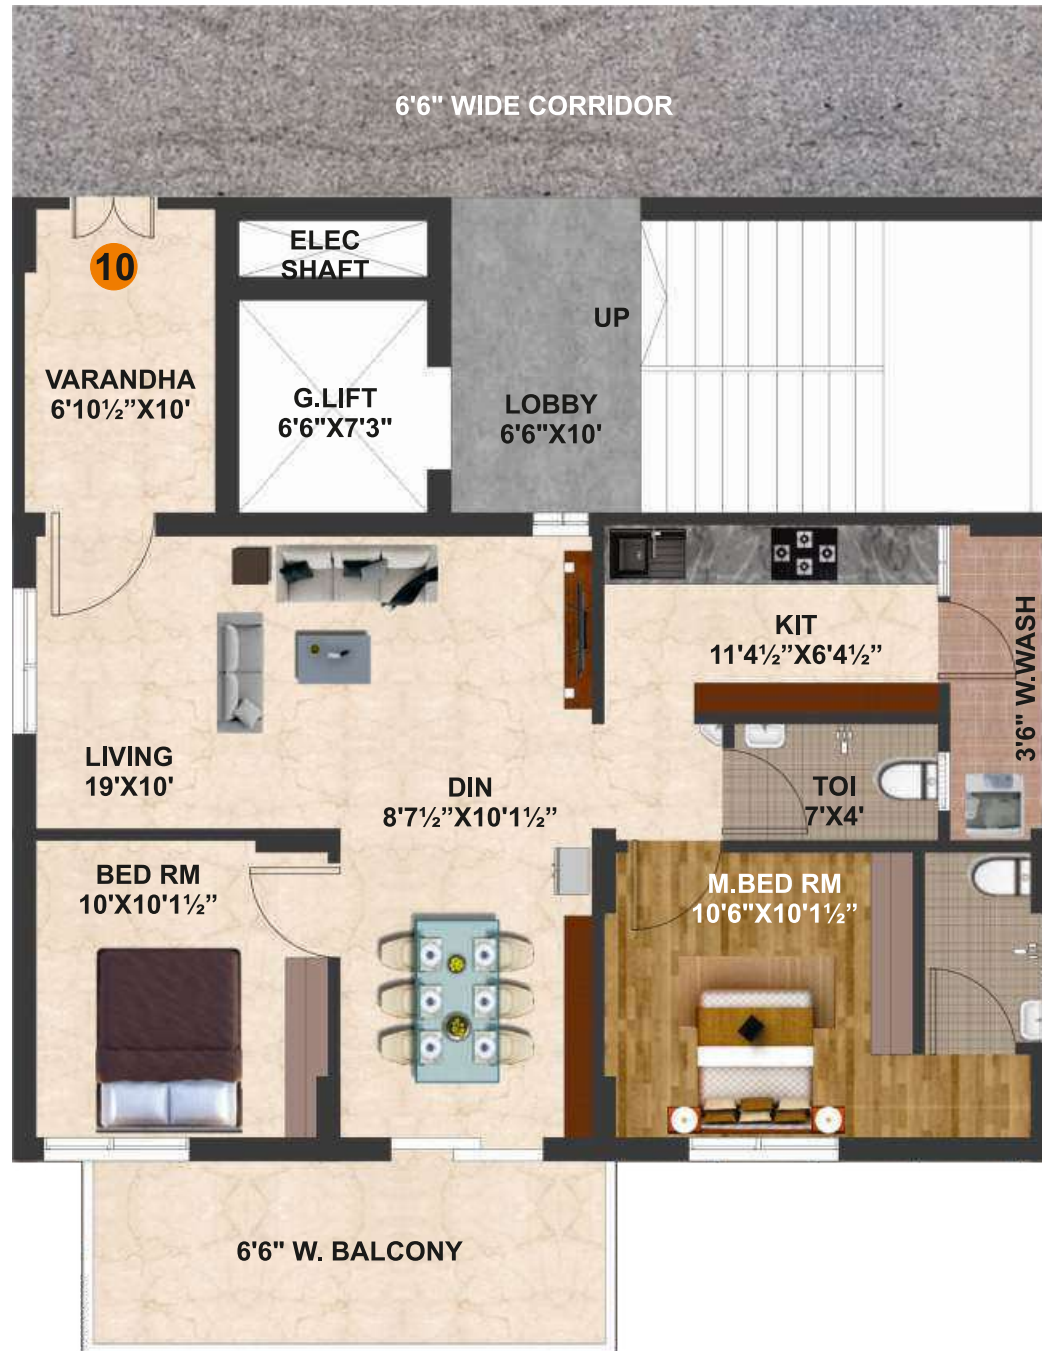 6'6" WIDE CORRIDOR
10
ELEC
SHAFT
UP
VARANDHA
6'10½”X10'
G.LIFT
6'6"X7'3"
LOBBY
6'6"X10'
KIT
11'4½”X6'4½”
3'6" W.WASH
LIVING
19'X10'
DIN
8'7½”X10'1½”
TOI
7'X4'
BED RM
10'X10'1½”
M.BED RM
10'6"X10'1½”
6'6" W. BALCONY